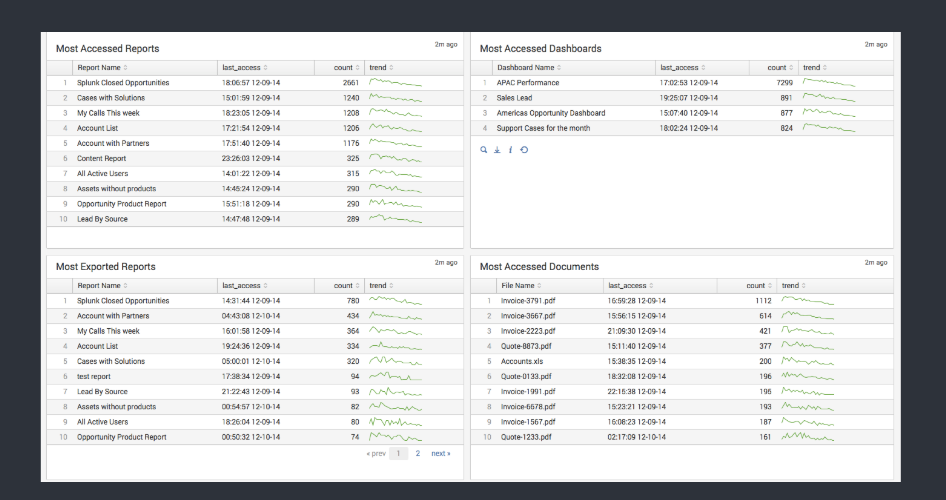 Most Accessed Reports 2m ago
Report Name last_access count trend
1 Splunk Closed Opportunities 18:06:57 12-09-14 2661
2 Cases with Solutions 15:01:59 12-09-14 1240
3 My Calls This week 15:09:43 12-09-14 1208
4 Account List 17:21:54 12-09-14 1206
5 Account with Partners 17:51:40 12-09-14 1176
6 Content Report 23:26:03 12-09-14 325
7 All Active Users 14:01:22 12-09-14 315
8 Assets without products 14:45:24 12-09-14 290
9 Opportunity Product Report 15:51:18 12-09-14 290
10 Lead By Source 14:47:48 12-09-14 289
Most Accessed Dashboards 2m ago
Dashboard Name last_access count trend
1 APAC Performance 17:02:53 12-09-14 7299
2 Sales Lead 19:25:07 12-09-14 891
3 Americas Opportunity Dashboard 15:07:40 12-09-14 877
4 Support Cases for the month 18:02:24 12-09-14 824
Most Exported Reports 2m ago
Report Name last_access count trend
1 Splunk Closed Opportunities 14:31:44 12-09-14 780
2 Account with Partners 04:43:08 12-10-14 434
3 My Calls This week 16:01:58 12-09-14 364
4 Account List 19:24:36 12-09-14 334
5 Cases with Solutions 05:00:01 12-10-14 320
6 test report 17:38:34 12-09-14 94
7 Lead By Source 21:22:43 12-09-14 93
8 Assets without products 00:54:57 12-10-14 82
9 All Active Users 18:26:04 12-09-14 80
10 Opportunity Product Report 00:50:32 12-10-14 74
« prev 1 2 next »
Most Accessed Documents 2m ago
File Name last_access count trend
1 Invoice-3791.pdf 16:59:28 12-09-14 1112
2 Invoice-3667.pdf 15:56:15 12-09-14 614
3 Invoice-2223.pdf 21:09:30 12-09-14 421
4 Quote-8873.pdf 15:11:40 12-09-14 377
5 Accounts.xls 15:38:35 12-09-14 200
6 Quote-0133.pdf 18:32:08 12-09-14 196
7 Invoice-1991.pdf 22:15:38 12-09-14 195
8 Invoice-6678.pdf 15:23:21 12-09-14 193
9 Invoice-1567.pdf 16:08:23 12-09-14 187
10 Quote-1233.pdf 02:17:09 12-10-14 161